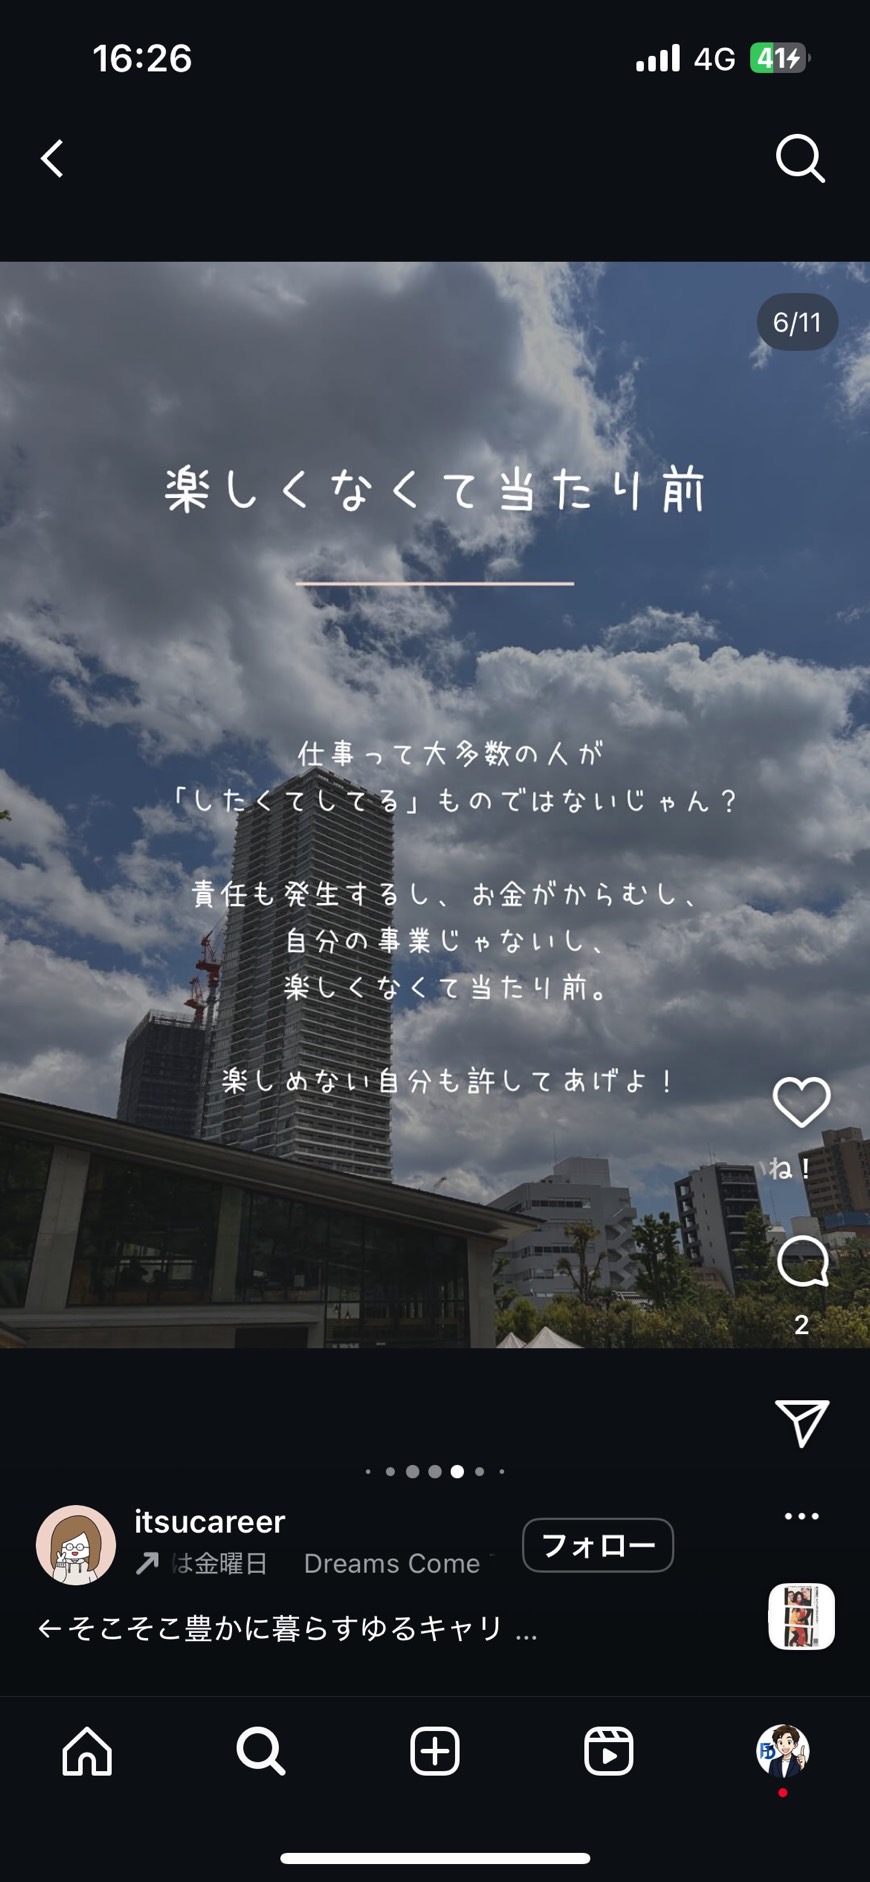 16:26
4G
41
6/11
楽しくなくて当たり前
仕事って大多数の人が
「したくてしてる」ものではないじゃん？
責任も発生するし、お金がからむし、
自分の事業じゃないし、
楽しくなくて当たり前。
楽しめない自分も許してあげよ！
ね！
2
itsucareer
は金曜日 Dreams Come
フォロー
←そこそこ豊かに暮らすゆるキャリ ...